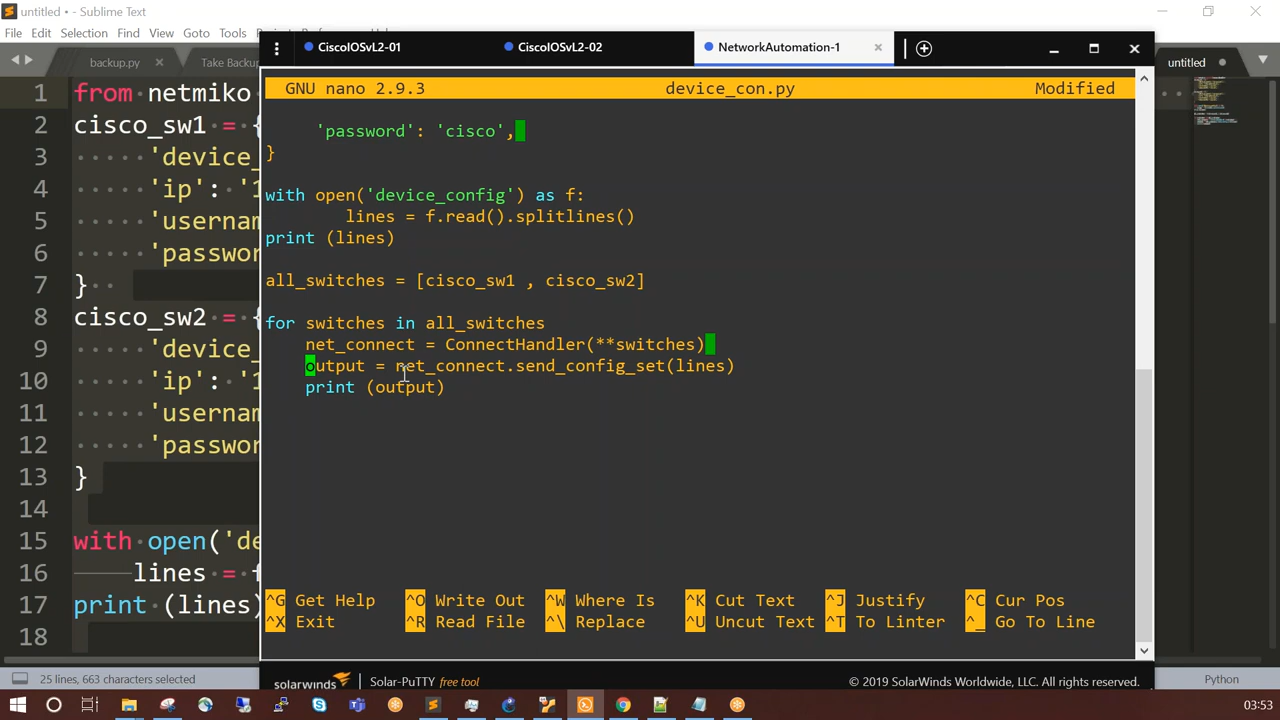 untitled • - Sublime Text
File Edit Selection Find View Goto Tools
backup.py
Take Backup
untitled
CiscoIOSvL2-01
CiscoIOSvL2-02
NetworkAutomation-1
GNU nano 2.9.3 device_con.py Modified
'password': 'cisco',
}
with open('device_config') as f:
lines = f.read().splitlines()
print (lines)
all_switches = [cisco_sw1 , cisco_sw2]
for switches in all_switches
net_connect = ConnectHandler(**switches)
output = net_connect.send_config_set(lines)
print (output)
^G Get Help ^O Write Out ^W Where Is ^K Cut Text ^J Justify ^C Cur Pos
^X Exit ^R Read File ^\ Replace ^U Uncut Text ^T To Linter ^_ Go To Line
solarwinds Solar-PuTTY free tool © 2019 SolarWinds Worldwide, LLC. All rights reserved.
1 from netmiko
2 cisco_sw1 = {
3 'device_
4 'ip': '1
5 'usernam
6 'passwor
7 }
8 cisco_sw2 = {
9 'device_
10 'ip': '1
11 'usernam
12 'passwor
13 }
14
15 with open('de
16 lines = f
17 print (lines)
18
25 lines, 663 characters selected
Python
03:53